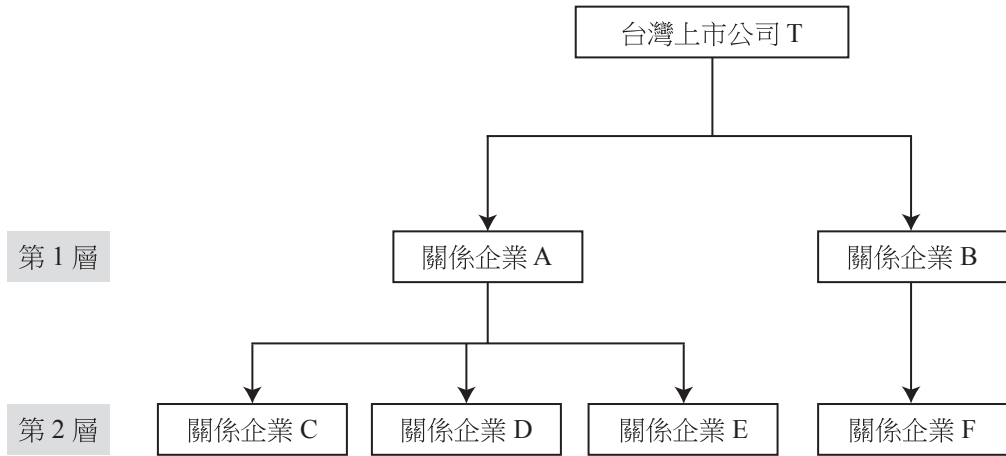 台灣上市公司 T
第 1 層
關係企業 A
關係企業 B
第 2 層
關係企業 C
關係企業 D
關係企業 E
關係企業 F